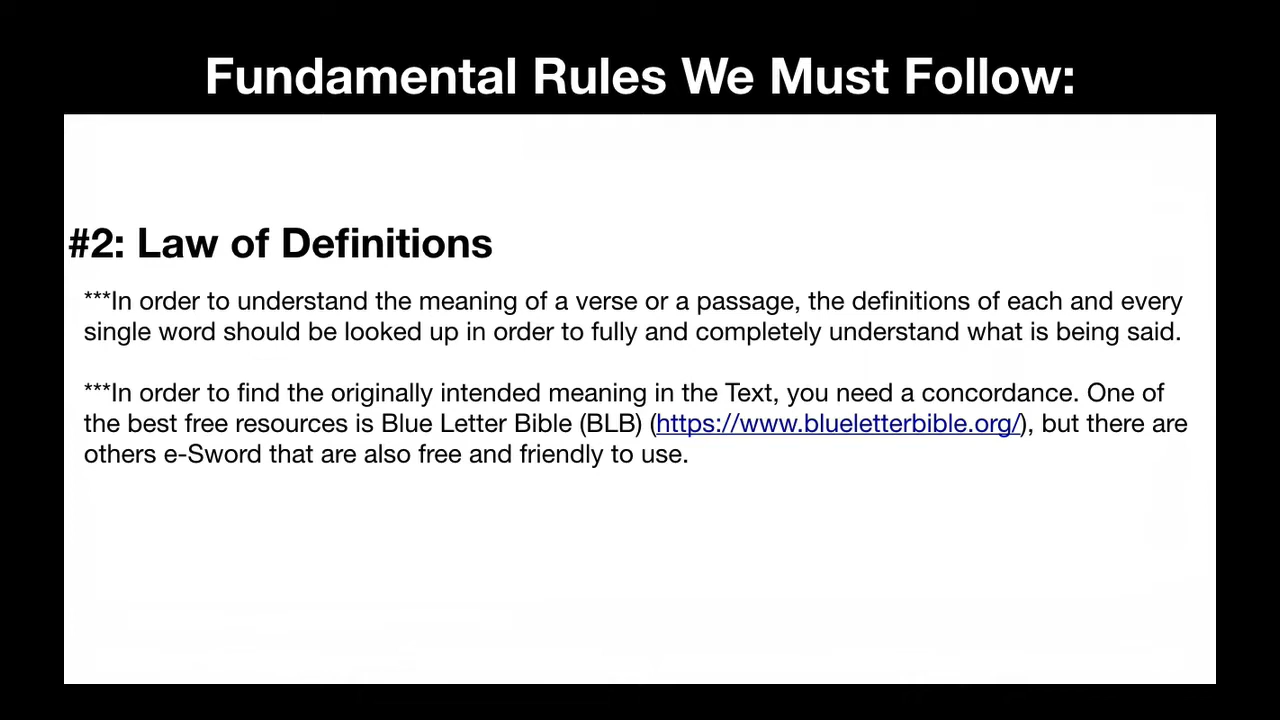 Fundamental Rules We Must Follow:
#2: Law of Definitions
***In order to understand the meaning of a verse or a passage, the definitions of each and every
single word should be looked up in order to fully and completely understand what is being said.
***In order to find the originally intended meaning in the Text, you need a concordance. One of
the best free resources is Blue Letter Bible (BLB) (https://www.blueletterbible.org/), but there are
others e-Sword that are also free and friendly to use.